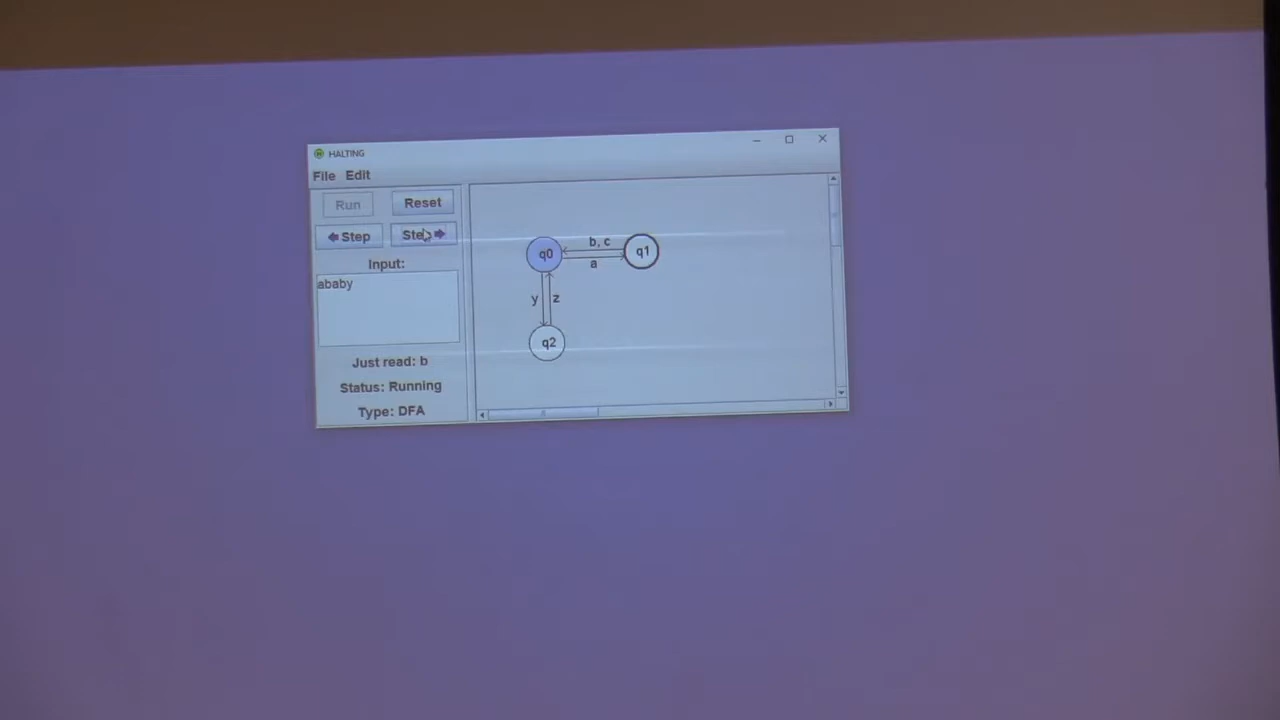 HALTING
File Edit
Run Reset
Step Step
Input:
ababy
Just read: b
Status: Running
Type: DFA
q0 b, c a q1
y z
q2